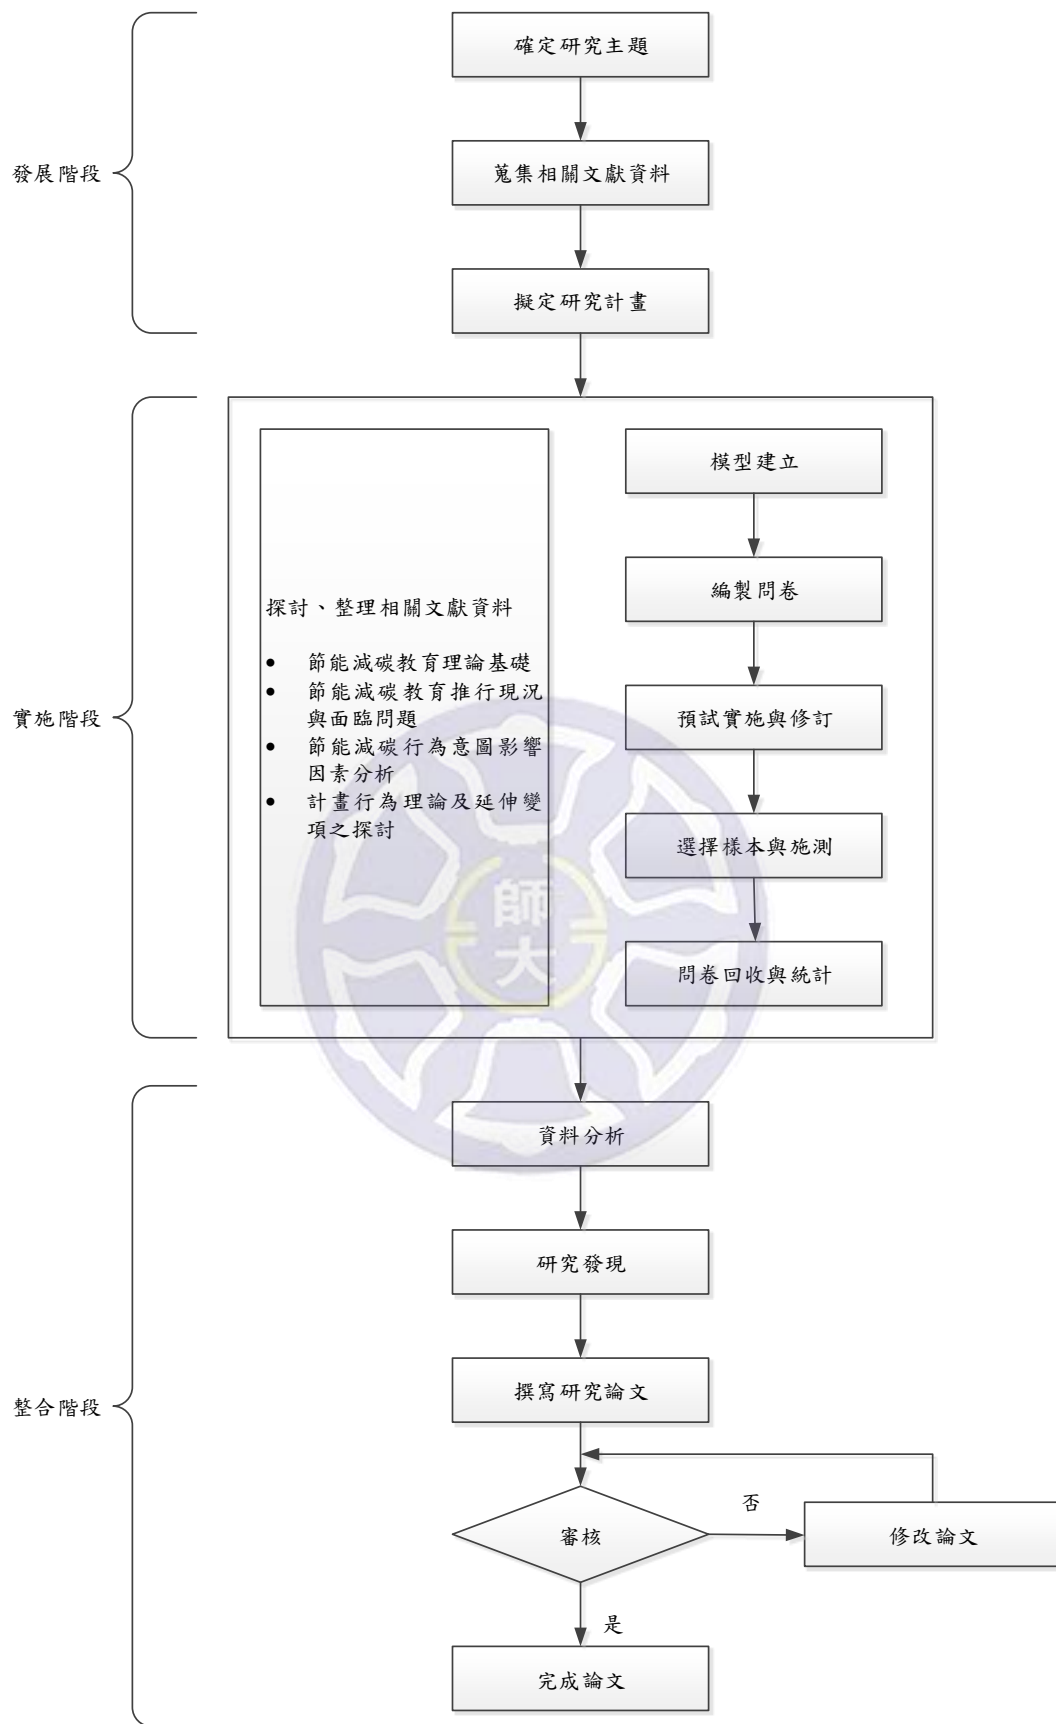 確定研究主題
蒐集相關文獻資料
發展階段
擬定研究計畫
實施階段
探討、整理相關文獻資料
• 節能減碳教育理論基礎
• 節能減碳教育推行現況
與面臨問題
• 節能減碳行為意圖影響
因素分析
• 計畫行為理論及延伸變
項之探討
模型建立
編製問卷
預試實施與修訂
選擇樣本與施測
問卷回收與統計
師大
資料分析
研究發現
整合階段
撰寫研究論文
審核
否
修改論文
是
完成論文